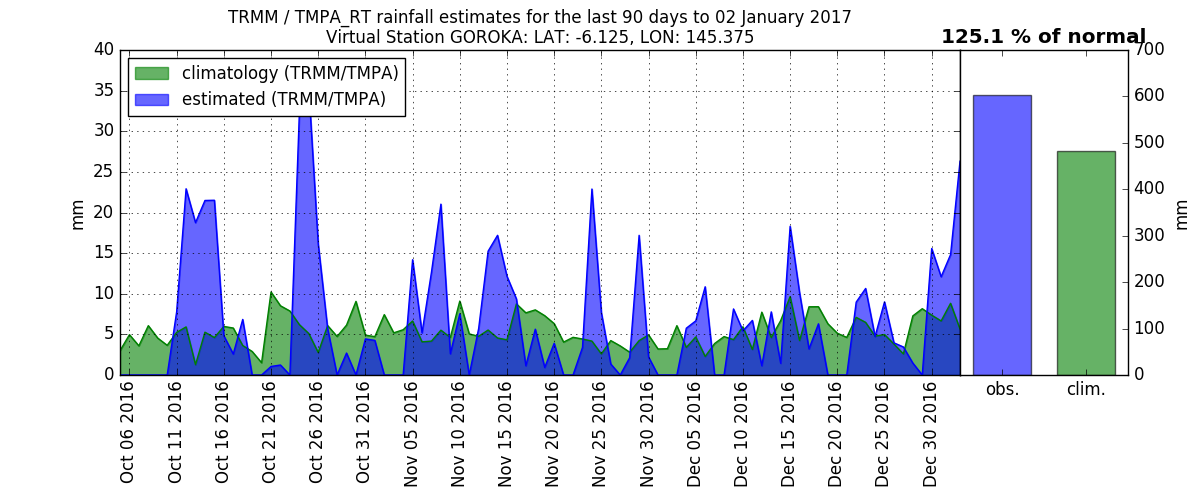 TRMM / TMPA_RT rainfall estimates for the last 90 days to 02 January 2017
Virtual Station GOROKA: LAT: -6.125, LON: 145.375
125.1 % of normal
climatology (TRMM/TMPA)
estimated (TRMM/TMPA)
40
35
30
25
20
15
10
5
0
mm
Oct 06 2016
Oct 11 2016
Oct 16 2016
Oct 21 2016
Oct 26 2016
Oct 31 2016
Nov 05 2016
Nov 10 2016
Nov 15 2016
Nov 20 2016
Nov 25 2016
Nov 30 2016
Dec 05 2016
Dec 10 2016
Dec 15 2016
Dec 20 2016
Dec 25 2016
Dec 30 2016
700
600
500
400
300
200
100
0
mm
obs.
clim.